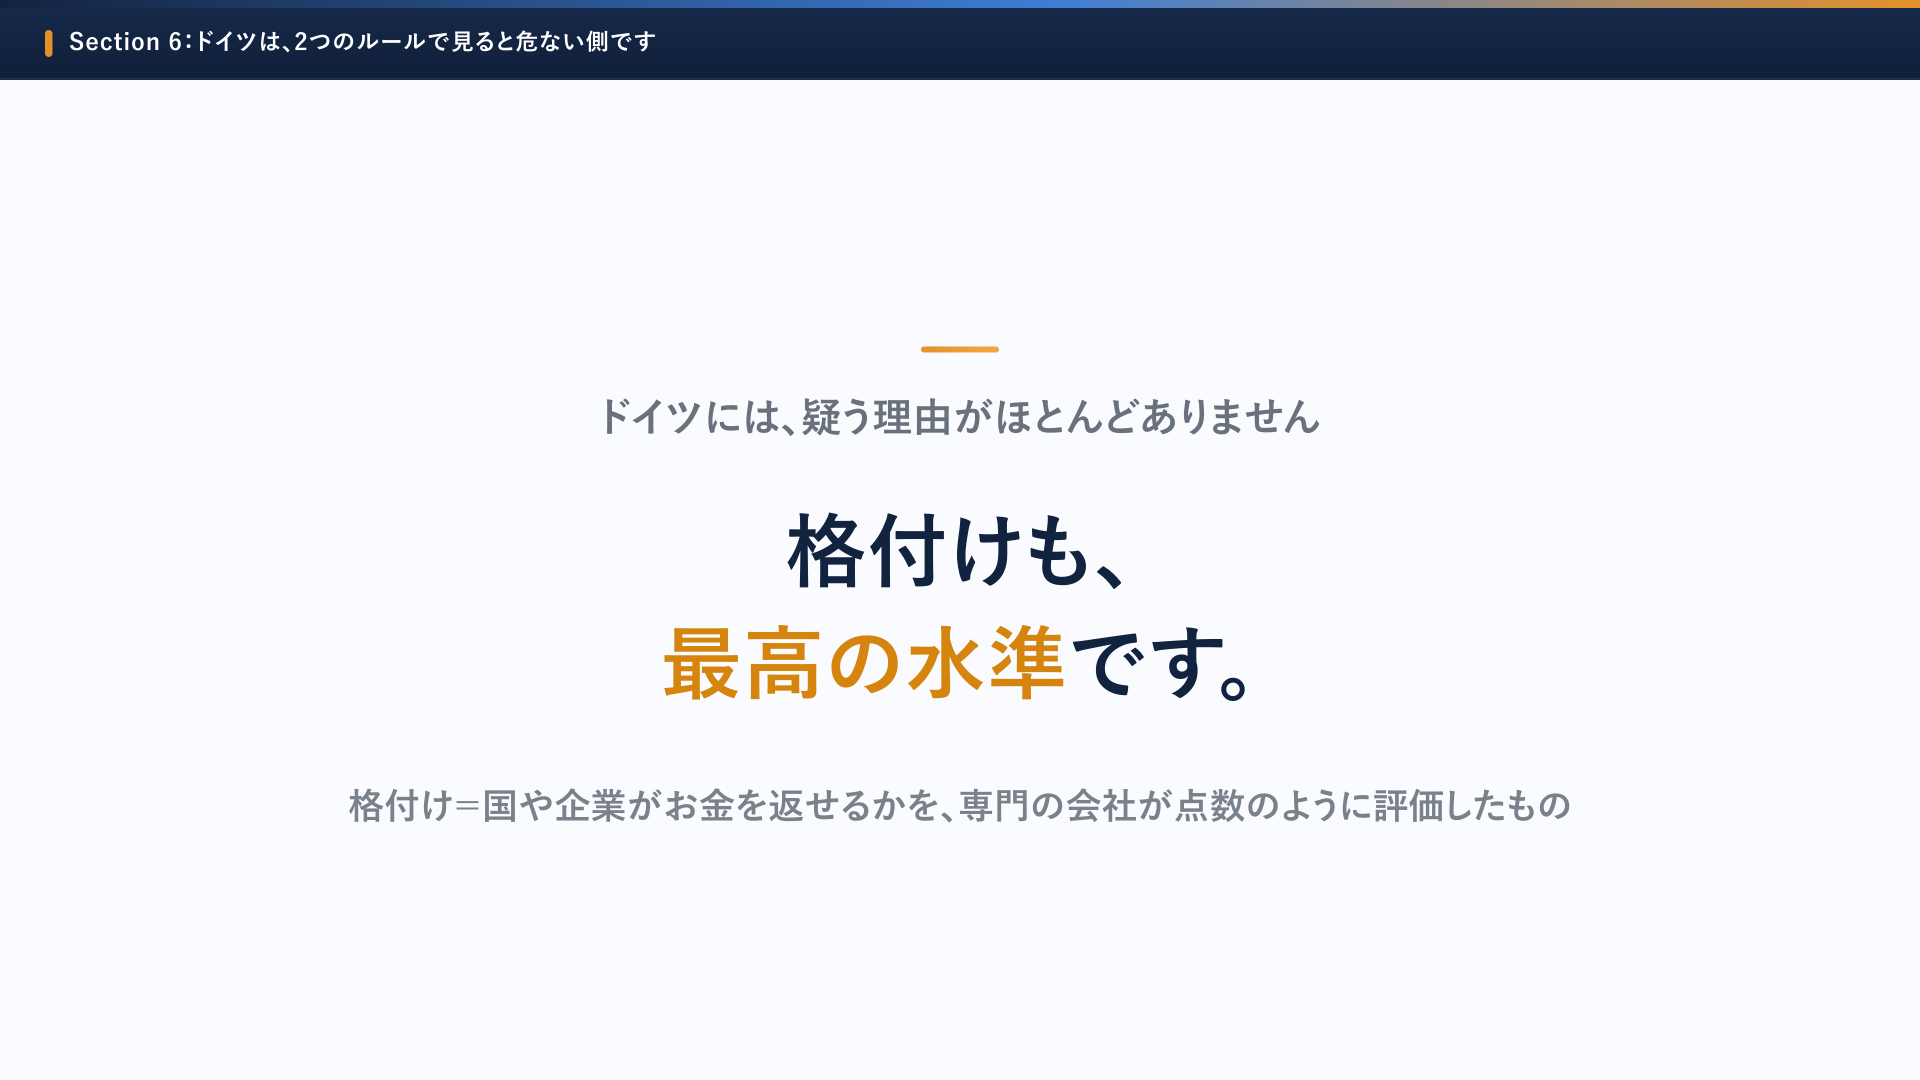 Section 6：ドイツは、2つのルールで見ると危ない側です
ドイツには、疑う理由がほとんどありません
格付けも、
最高の水準です。
格付け＝国や企業がお金を返せるかを、専門の会社が点数のように評価したもの